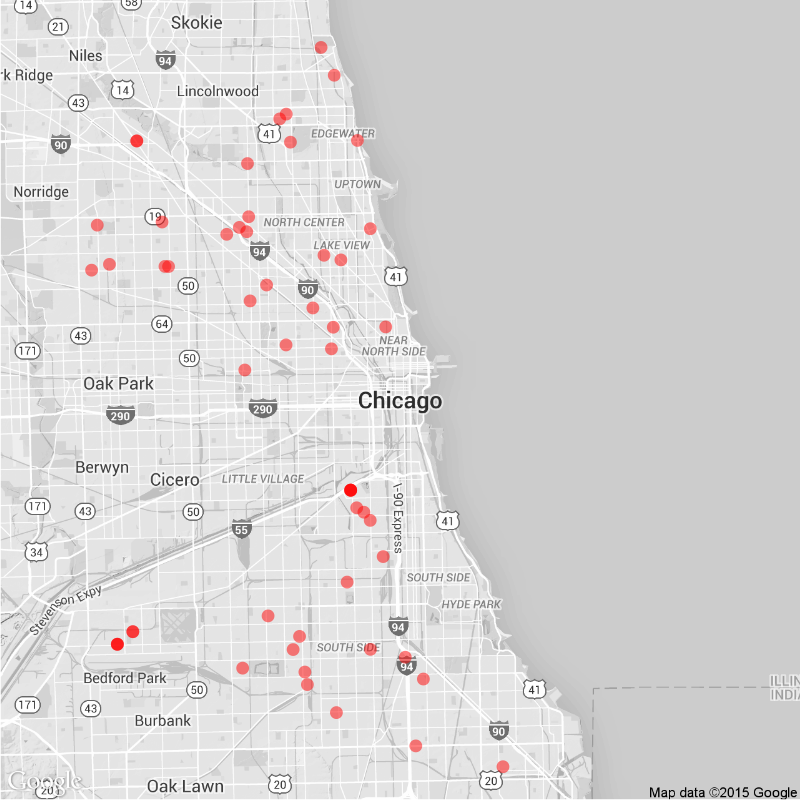 14
58
21
Skokie
Niles
94
rk Ridge
14
Lincolnwood
43
41
EDGEWATER
90
Norridge
UPTOWN
19
NORTH CENTER
LAKE VIEW
94
41
50
90
64
43
NEAR
NORTH SIDE
171
50
Oak Park
Chicago
290
290
Berwyn
Cicero
LITTLE VILLAGE
171
43
50
I-90 Express
41
55
34
SOUTH SIDE
Stevenson Expy
HYDE PARK
94
SOUTH SIDE
94
Bedford Park
ILLIN
INDIA
50
41
171
43
Burbank
90
Google
20
Oak Lawn
20
20
Map data ©2015 Google